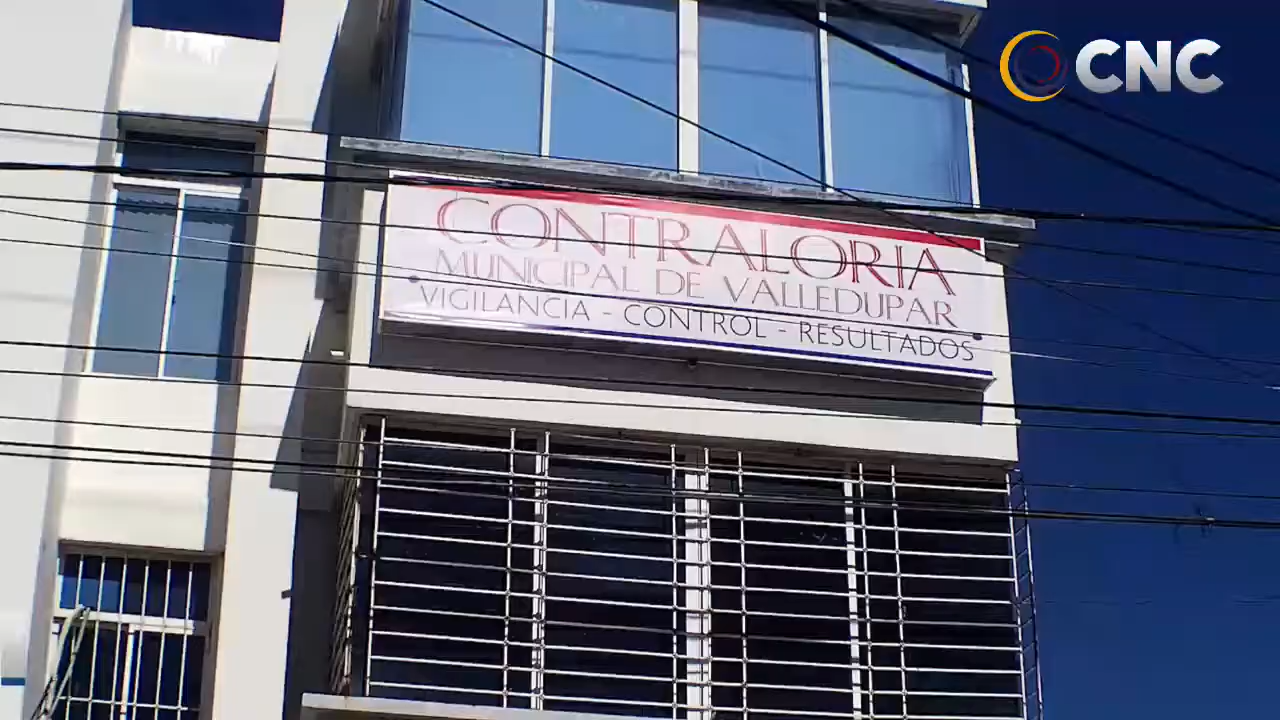 CNC
CONTRALORIA
MUNICIPAL DE VALLEDUPAR
VIGILANCIA - CONTROL - RESULTADOS